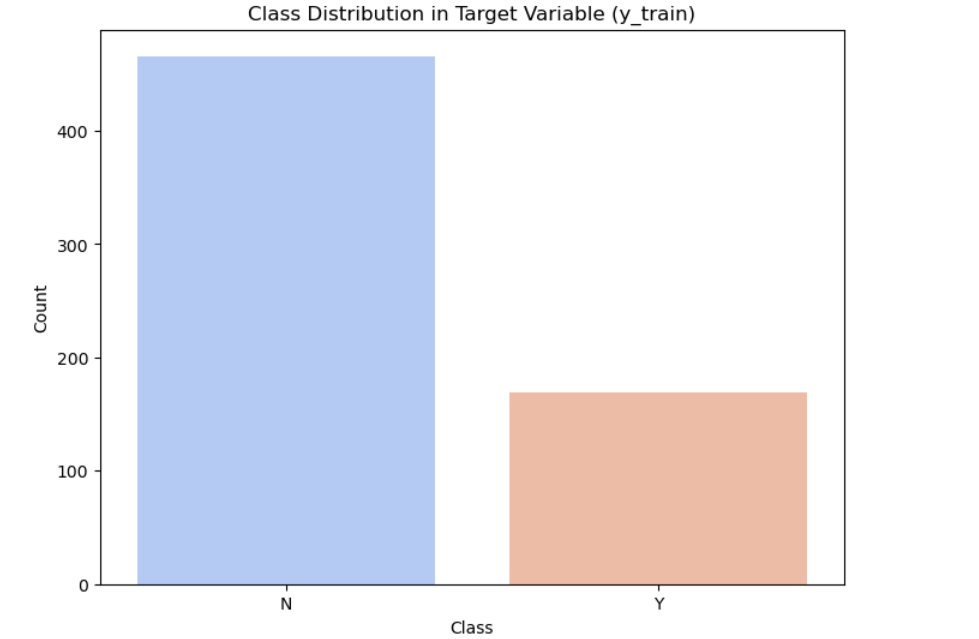 Class Distribution in Target Variable (y_train)
400
300
200
100
0
Count
N
Y
Class